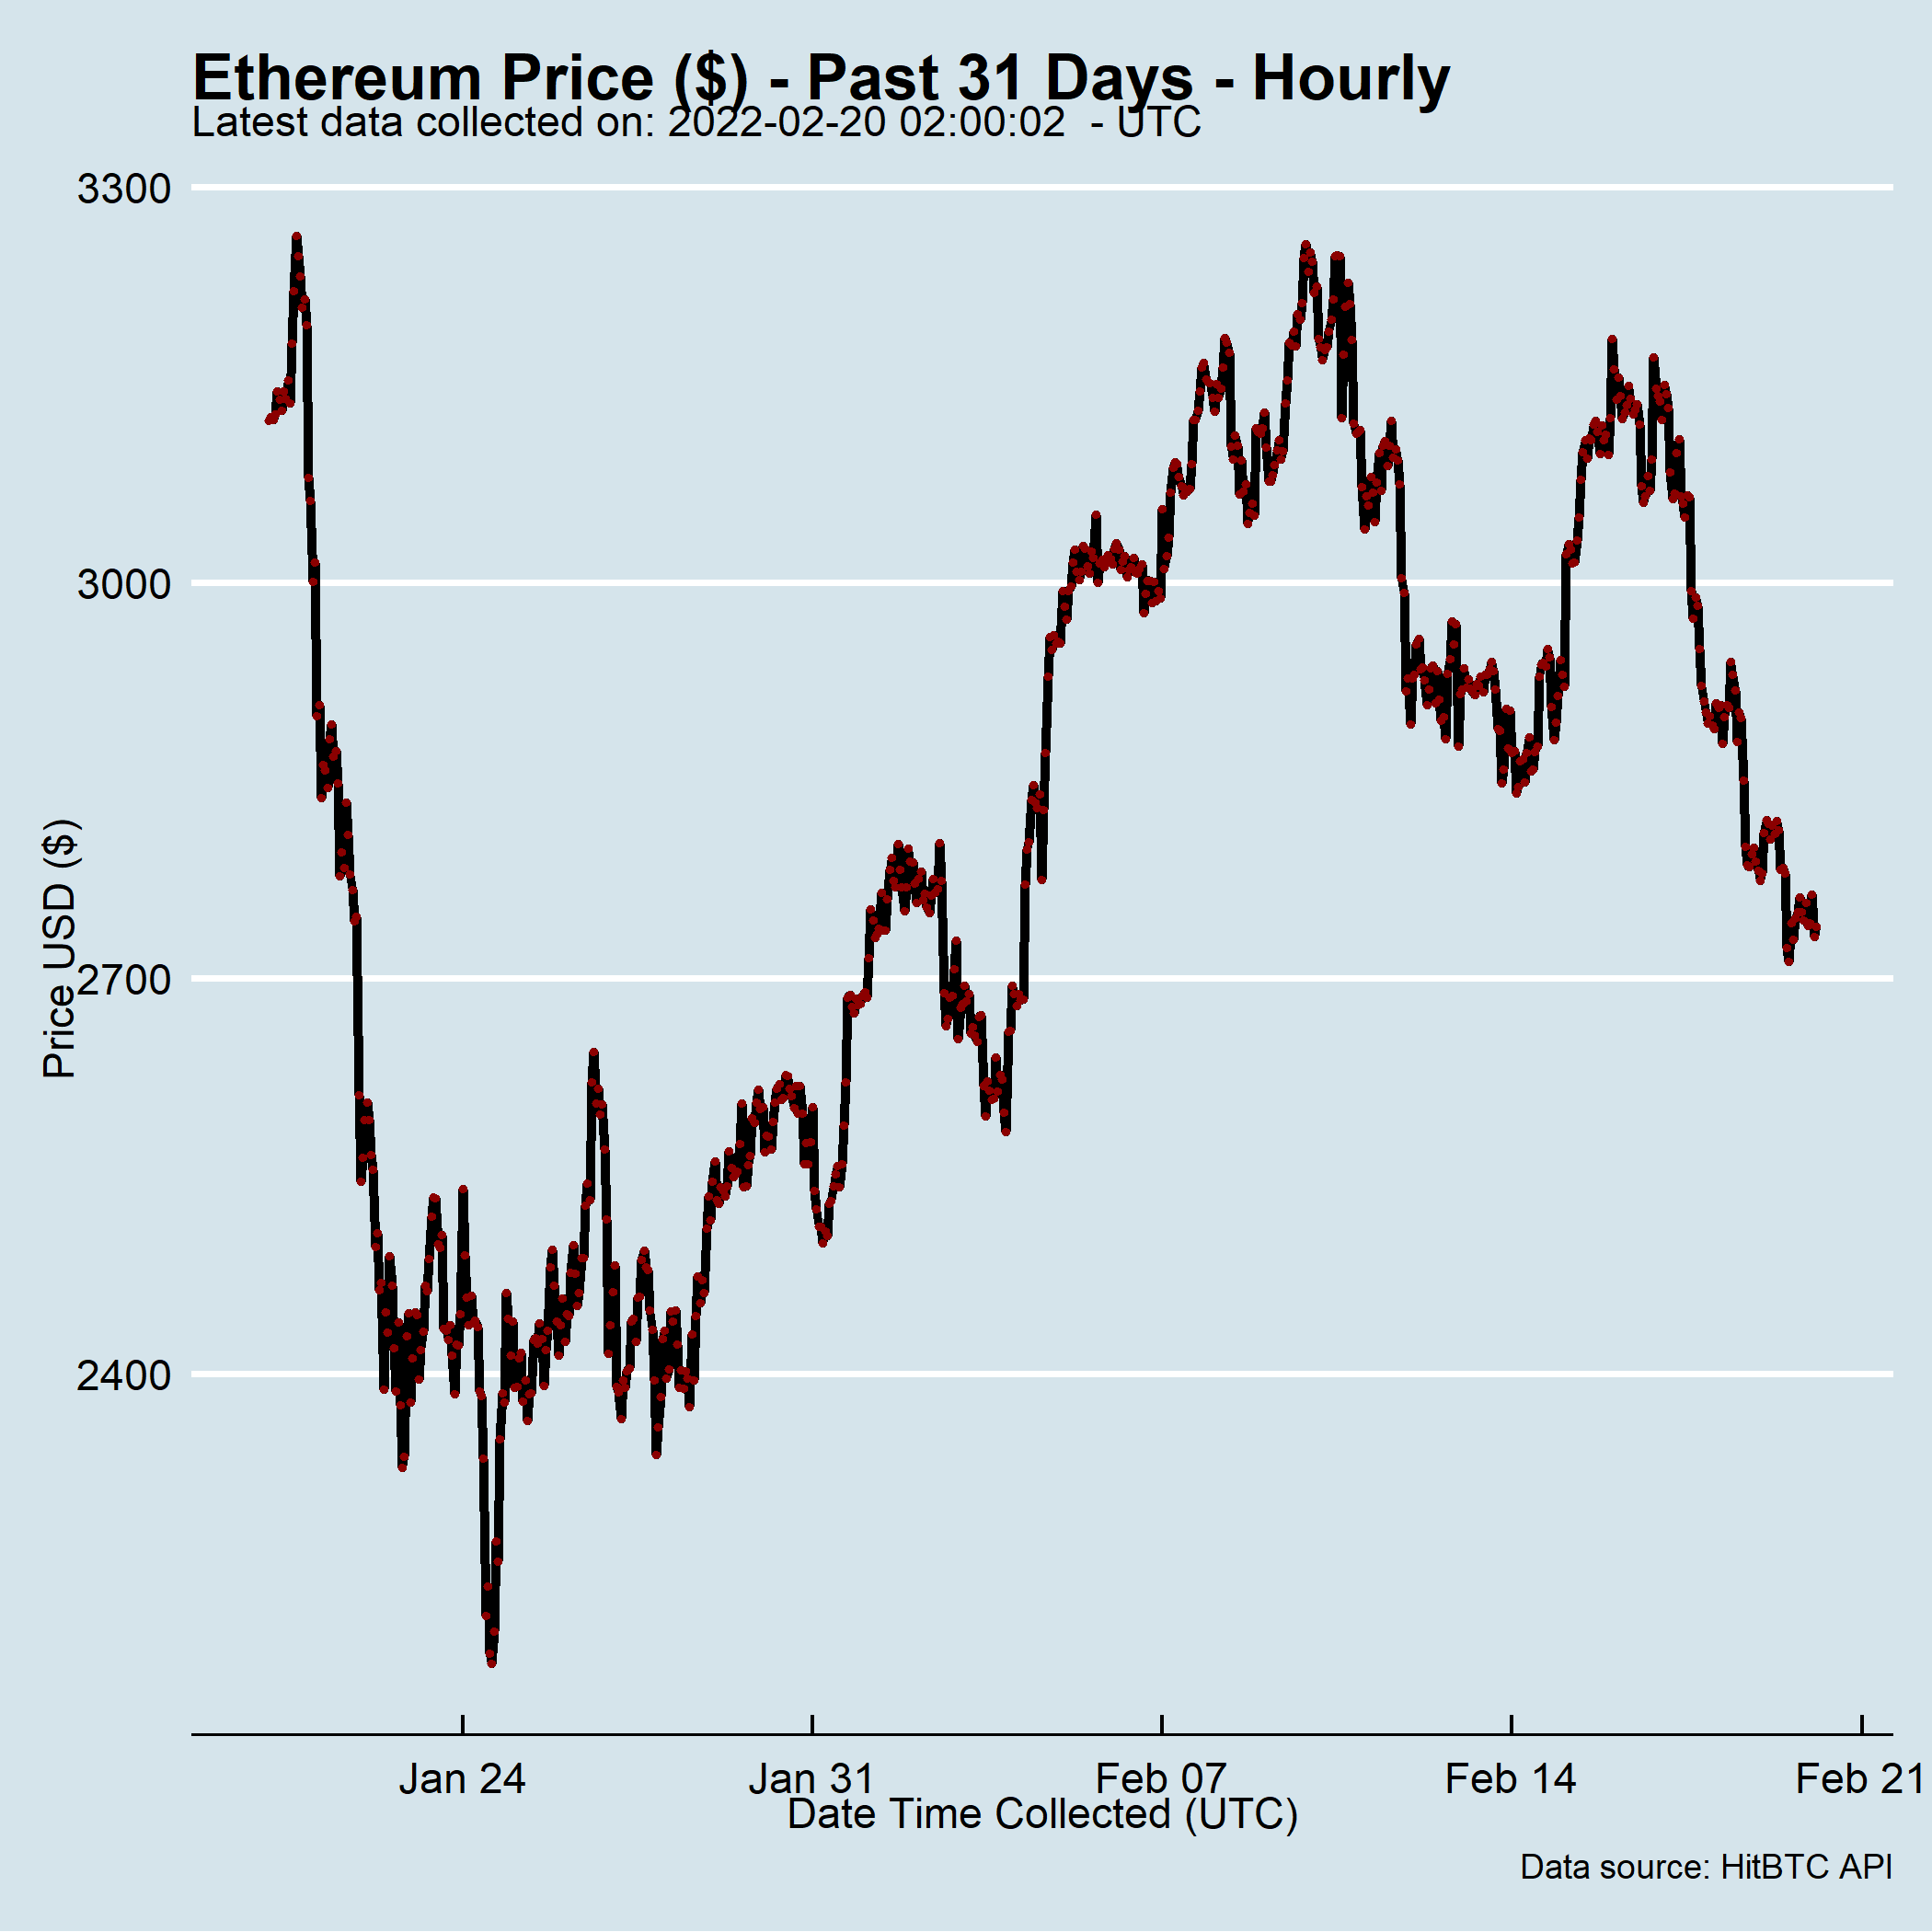 Ethereum Price ($) - Past 31 Days - Hourly
Latest data collected on: 2022-02-20 02:00:02  - UTC
3300
3000
2700
2400
Price USD ($)
Jan 24
Jan 31
Feb 07
Feb 14
Feb 21
Date Time Collected (UTC)
Data source: HitBTC API